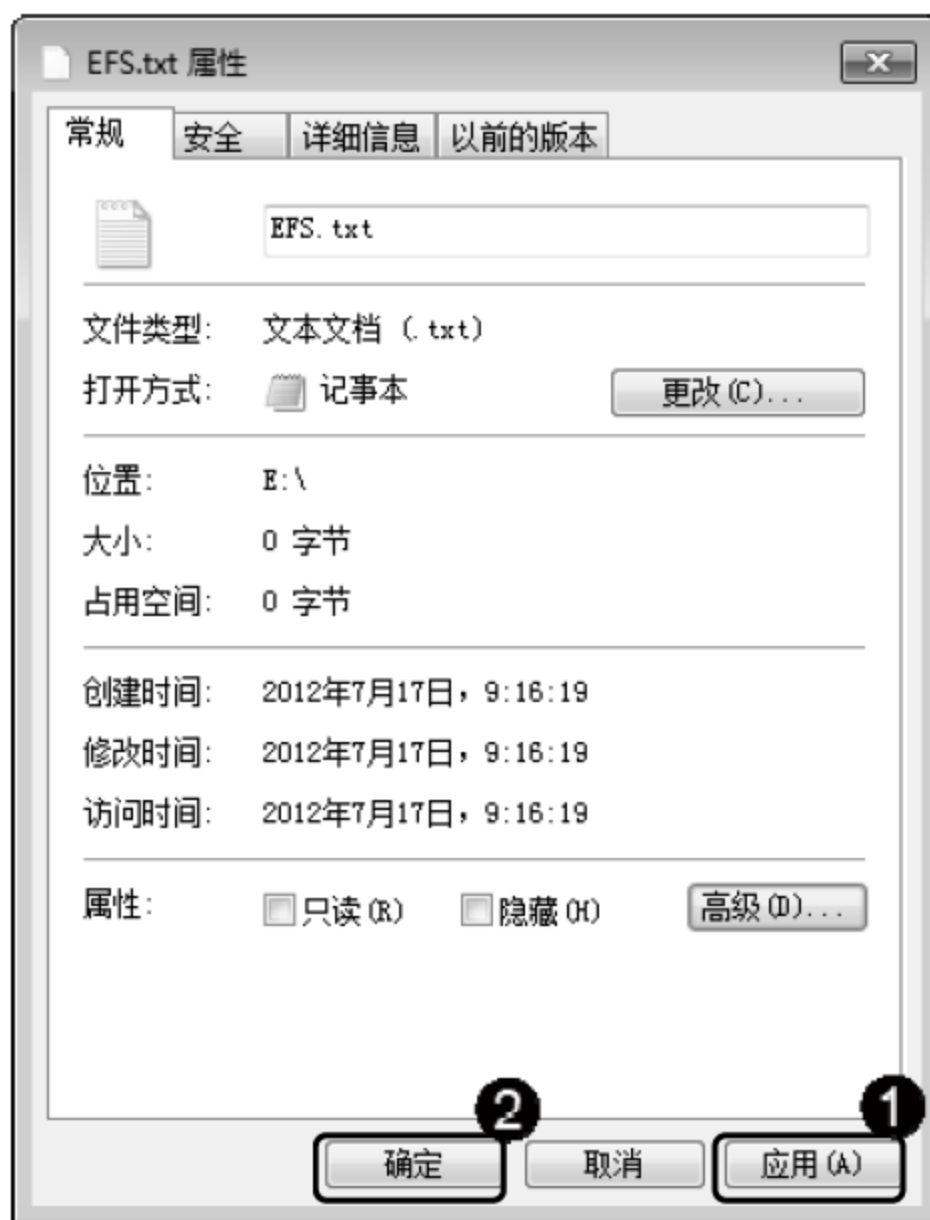 EFS.txt 属性
常规 安全 详细信息 以前的版本
EFS.txt
文件类型: 文本文档 (.txt)
打开方式: 记事本 更改(C)...
位置: E:\
大小: 0 字节
占用空间: 0 字节
创建时间: 2012年7月17日，9:16:19
修改时间: 2012年7月17日，9:16:19
访问时间: 2012年7月17日，9:16:19
属性: 只读(R) 隐藏(H) 高级(D)...
2 1
确定 取消 应用(A)